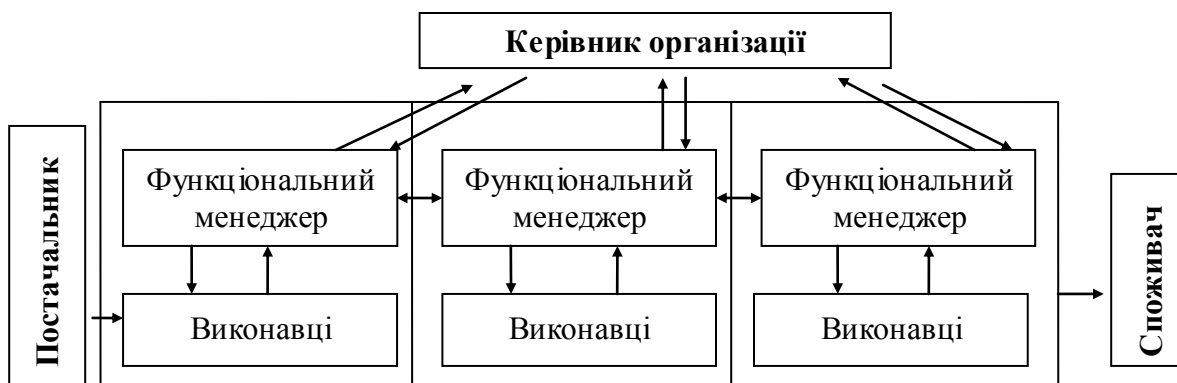 Керівник організації
Постачальник
Функціональний
менеджер
Функціональний
менеджер
Функціональний
менеджер
Виконавці
Виконавці
Виконавці
Споживач